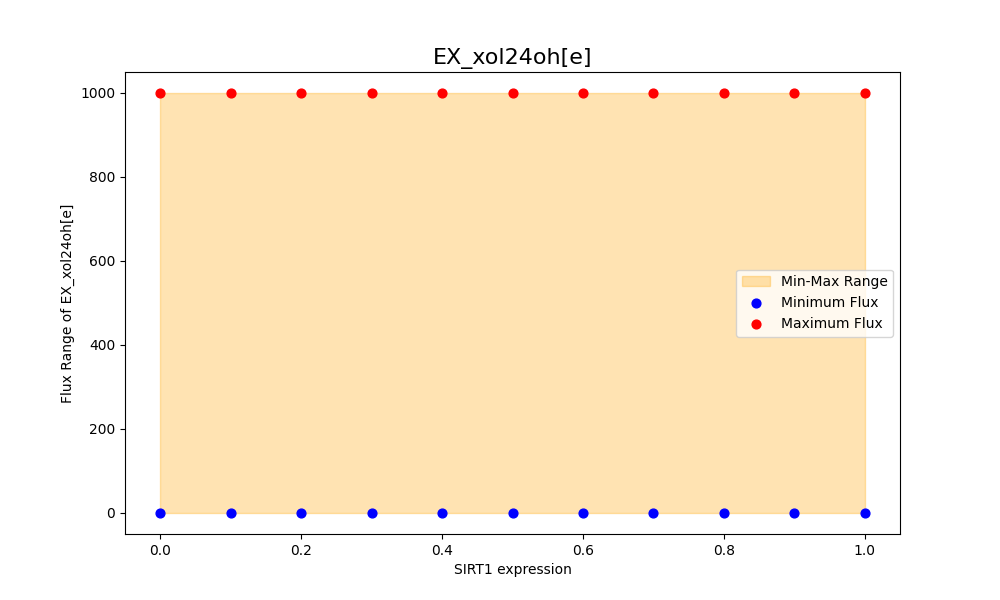 EX_xol24oh[e]
Flux Range of EX_xol24oh[e]
1000
800
600
400
200
0
Min-Max Range
Minimum Flux
Maximum Flux
0.0 0.2 0.4 0.6 0.8 1.0
SIRT1 expression